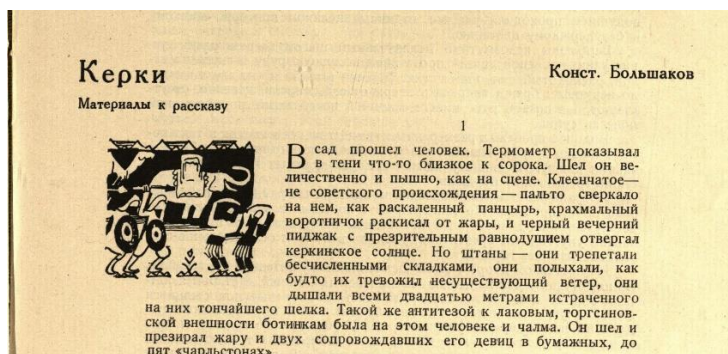 Керки
Конст. Большаков
Материалы к рассказу
1
В сад прошел человек. Термометр показывал
в тени что-то близкое к сорока. Шел он ве-
личественно и пышно, как на сцене. Клеенчатое—
не советского происхождения — пальто сверкало
на нем, как раскаленный панцырь, крахмальный
воротничок раскисал от жары, и черный вечерний
пиджак с презрительным равнодушием отвергал
керкинское солнце. Но штаны — они трепетали
бесчисленными складками, они полыхали, как
будто их тревожил несуществующий ветер, они
дышали всеми двадцатью метрами истраченного
на них тончайшего шелка. Такой же антитезой к лаковым, торгсинов-
ской внешности ботинкам была на этом человеке и чалма. Он шел и
презирал жару и двух сопровождавших его девиц в бумажных, до
пят «чарльстонах».